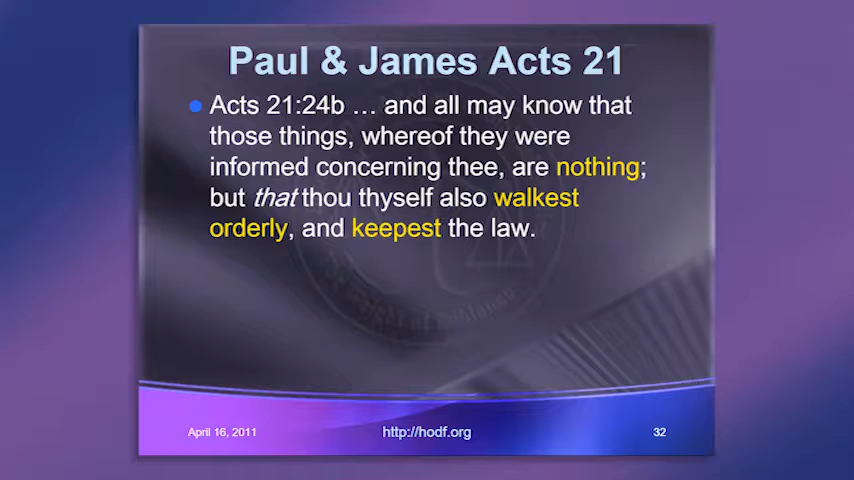 Paul & James Acts 21
Acts 21:24b … and all may know that
those things, whereof they were
informed concerning thee, are nothing;
but that thou thyself also walkest
orderly, and keepest the law.
April 16, 2011
http://hodf.org
32